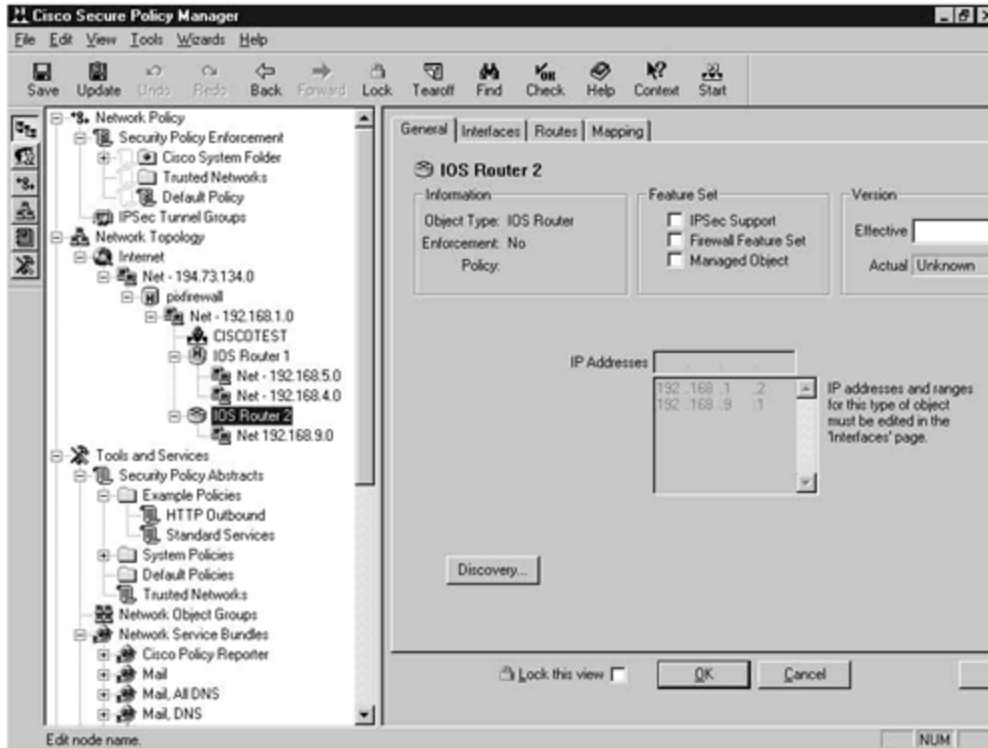 Cisco Secure Policy Manager
File Edit View Tools Wizards Help
Save Update Undo Redo Back Forward Lock Tearoff Find Check Help Context Start
Network Policy
Security Policy Enforcement
Cisco System Folder
Trusted Networks
Default Policy
IPSec Tunnel Groups
Network Topology
Internet
Net - 194.73.134.0
pixfirewall
Net - 192.168.1.0
CISCOTEST
IOS Router 1
Net - 192.168.5.0
Net - 192.168.4.0
IOS Router 2
Net 192.168.9.0
Tools and Services
Security Policy Abstracts
Example Policies
HTTP Outbound
Standard Services
System Policies
Default Policies
Trusted Networks
Network Object Groups
Network Service Bundles
Cisco Policy Reporter
Mail
Mail, All DNS
Mail, DNS
General Interfaces Routes Mapping
IOS Router 2
Information
Object Type: IOS Router
Enforcement: No
Policy:
Feature Set
IPSec Support
Firewall Feature Set
Managed Object
Version
Effective
Actual Unknown
IP Addresses
192 .168 .1 .2
192 .168 .9 .1
IP addresses and ranges
for this type of object
must be edited in the
'Interfaces' page.
Discovery...
Lock this view OK Cancel
Edit node name. NUM